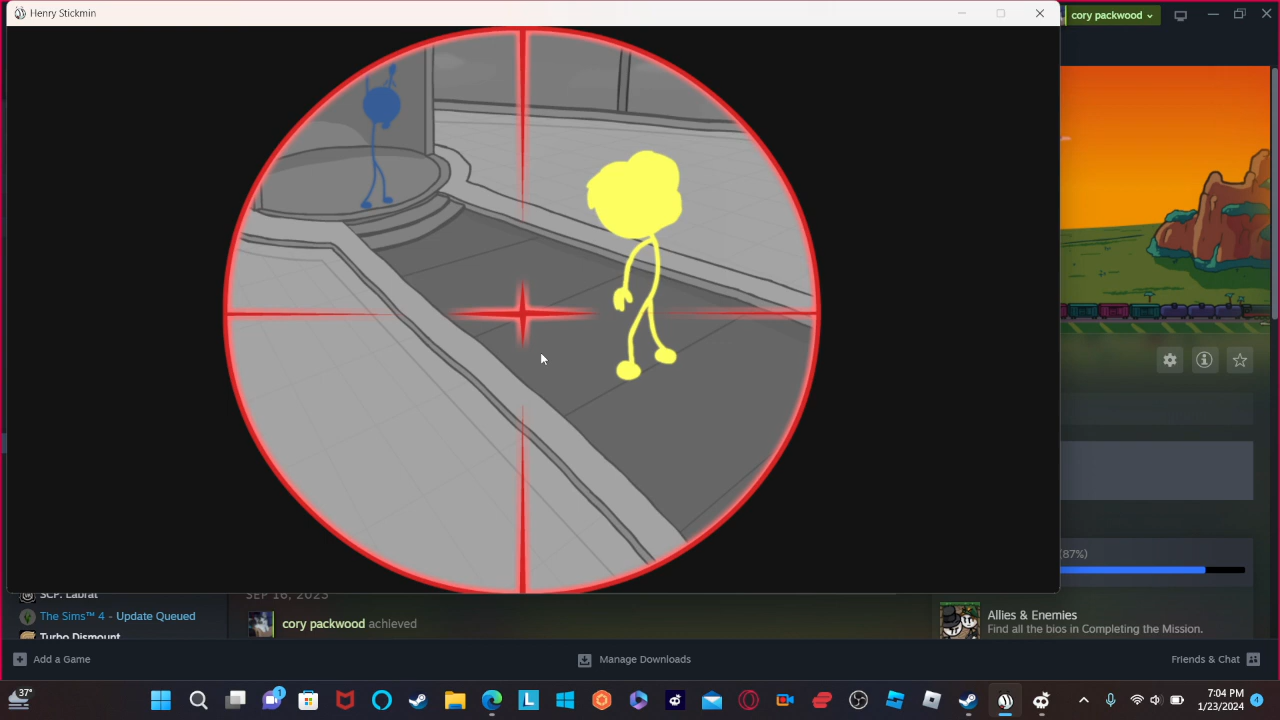 Henry Stickmin
cory packwood
(87%)
SCP: Labrat
The Sims™ 4 - Update Queued
Turbo Dismount
SEP 16, 2023
cory packwood achieved
Allies & Enemies
Find all the bios in Completing the Mission.
Add a Game
Manage Downloads
Friends & Chat
37°
1
7:04 PM
1/23/2024
4